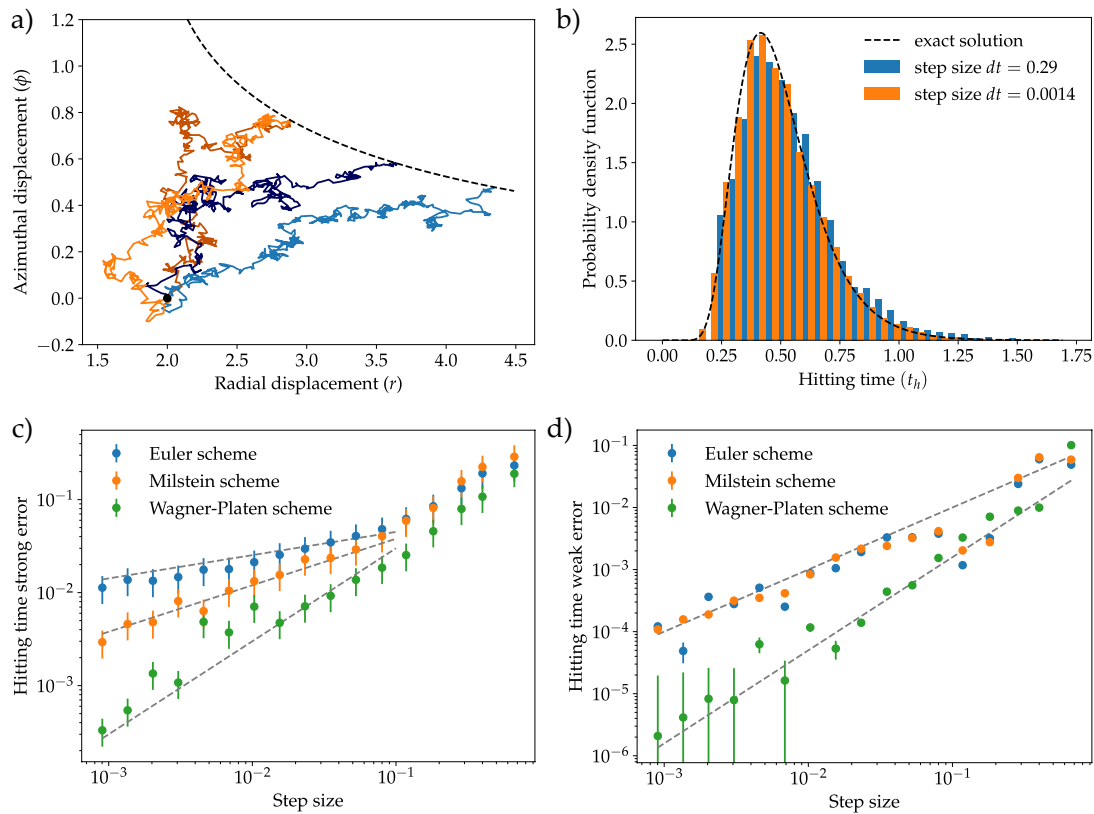 a)
1.2
1.0
0.8
0.6
0.4
0.2
0.0
−0.2
Azimuthal displacement (ϕ)
1.5 2.0 2.5 3.0 3.5 4.0 4.5
Radial displacement (r)
b)
2.5
2.0
1.5
1.0
0.5
0.0
Probability density function
exact solution
step size dt = 0.29
step size dt = 0.0014
0.00 0.25 0.50 0.75 1.00 1.25 1.50 1.75
Hitting time (t_h)
c)
10⁻¹
10⁻²
10⁻³
Hitting time strong error
Euler scheme
Milstein scheme
Wagner-Platen scheme
10⁻³ 10⁻² 10⁻¹
Step size
d)
10⁻¹
10⁻²
10⁻³
10⁻⁴
10⁻⁵
10⁻⁶
Hitting time weak error
Euler scheme
Milstein scheme
Wagner-Platen scheme
10⁻³ 10⁻² 10⁻¹
Step size